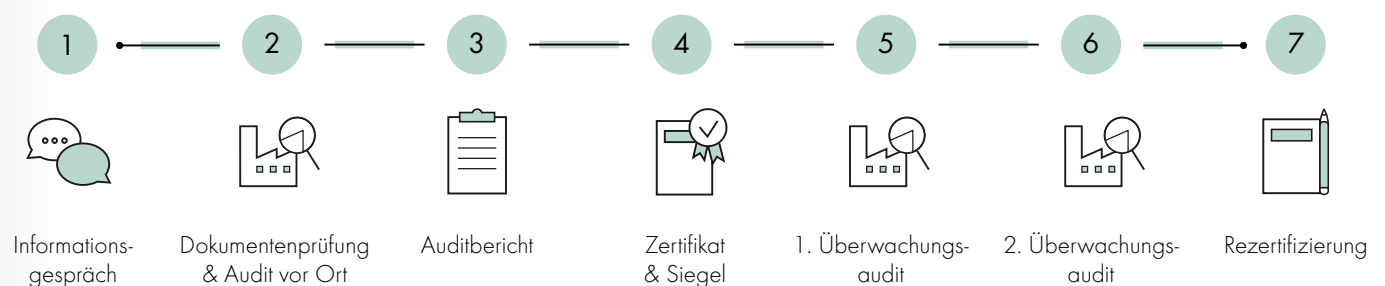 1 2 3 4 5 6 7
Informations-
gespräch
Dokumentenprüfung
& Audit vor Ort
Auditbericht
Zertifikat
& Siegel
1. Überwachungs-
audit
2. Überwachungs-
audit
Rezertifizierung